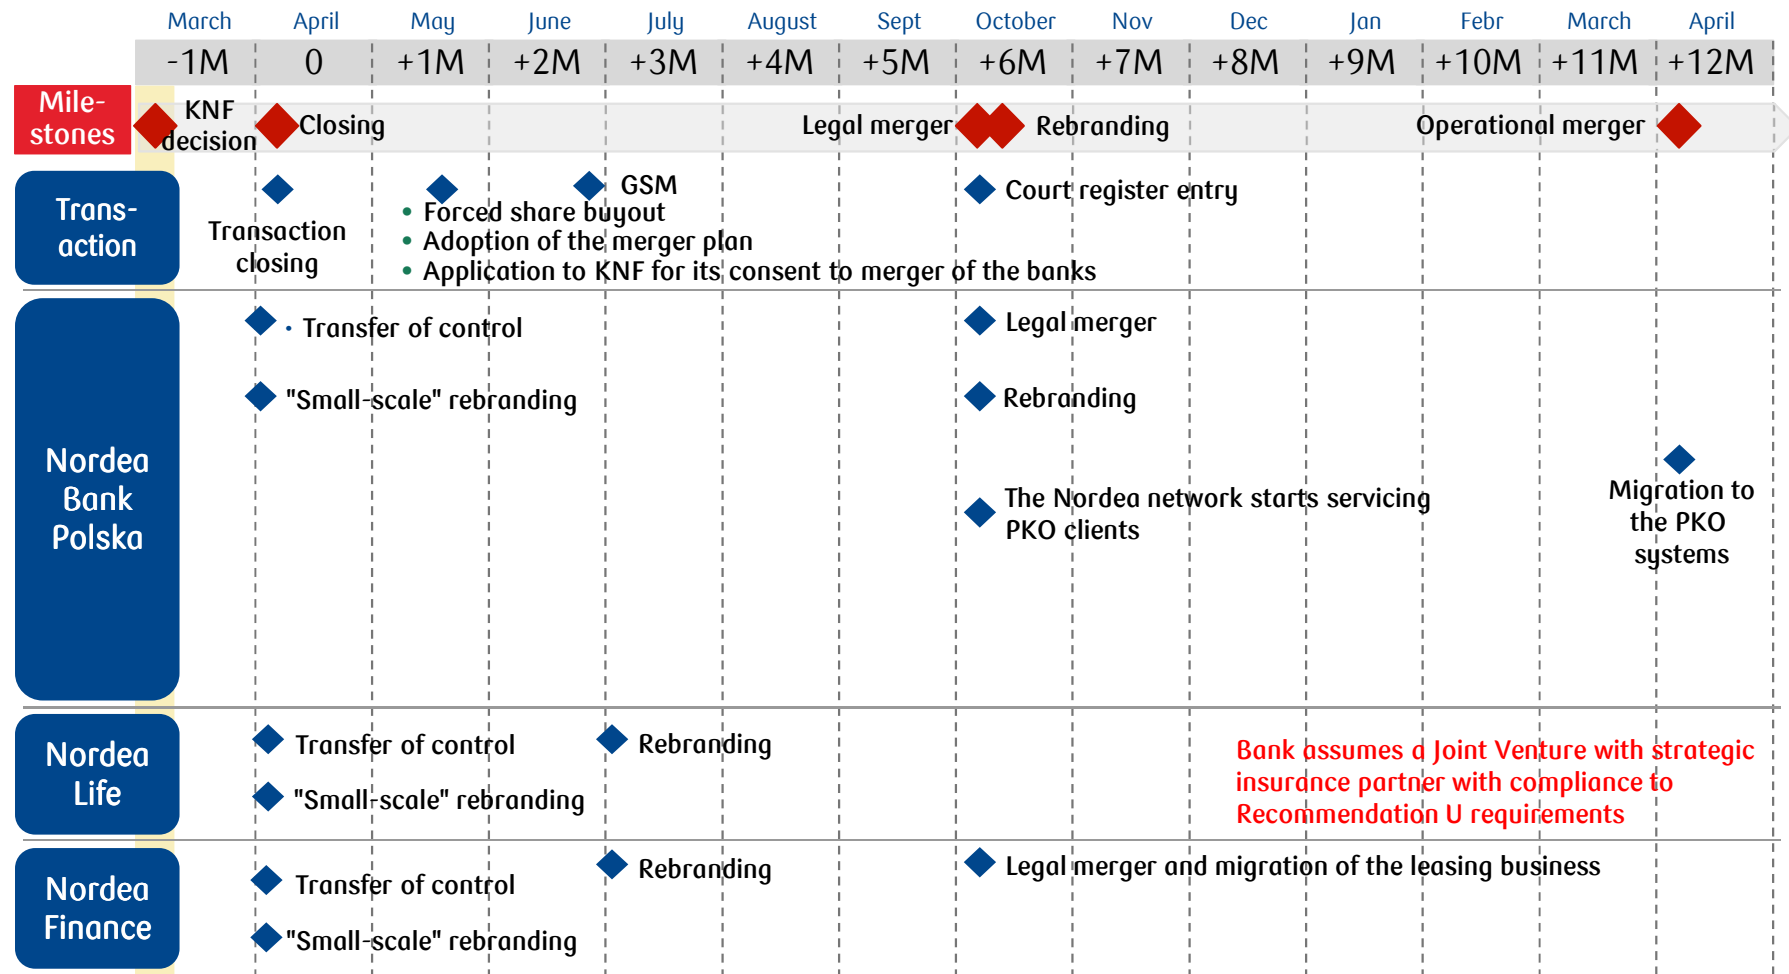 March April May June July August Sept October Nov Dec Jan Febr March April
-1M 0 +1M +2M +3M +4M +5M +6M +7M +8M +9M +10M +11M +12M
Mile-
stones
KNF
decision
Closing
Legal merger
Rebranding
Operational merger
Trans-
action
Transaction
closing
GSM
• Forced share buyout
• Adoption of the merger plan
• Application to KNF for its consent to merger of the banks
Court register entry
Nordea
Bank
Polska
· Transfer of control
"Small-scale" rebranding
Legal merger
Rebranding
The Nordea network starts servicing
PKO clients
Migration to
the PKO
systems
Nordea
Life
Transfer of control
"Small-scale" rebranding
Rebranding
Bank assumes a Joint Venture with strategic
insurance partner with compliance to
Recommendation U requirements
Nordea
Finance
Transfer of control
"Small-scale" rebranding
Rebranding
Legal merger and migration of the leasing business